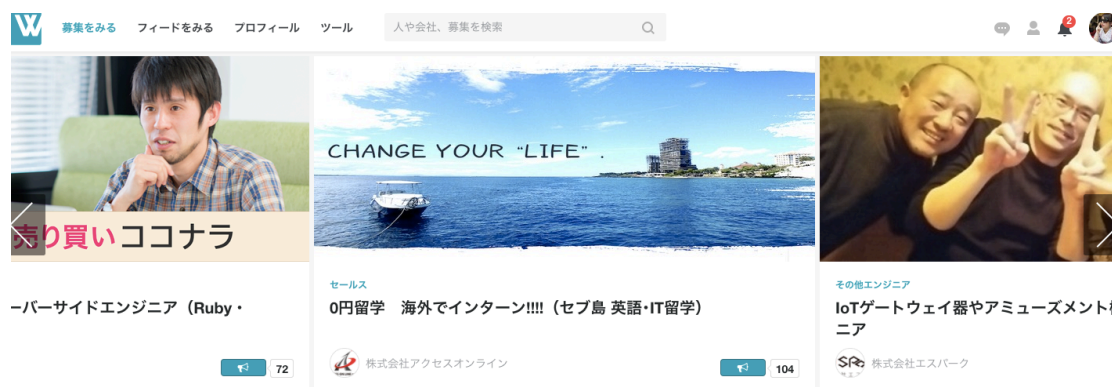 W
募集をみる
フィードをみる
プロフィール
ツール
人や会社、募集を検索
2
売り買いココナラ
ーバーサイドエンジニア（Ruby・
72
CHANGE YOUR “LIFE” .
セールス
0円留学　海外でインターン!!!!（セブ島 英語･IT留学）
株式会社アクセスオンライン
104
その他エンジニア
IoTゲートウェイ器やアミューズメント
ニア
株式会社エスパーク